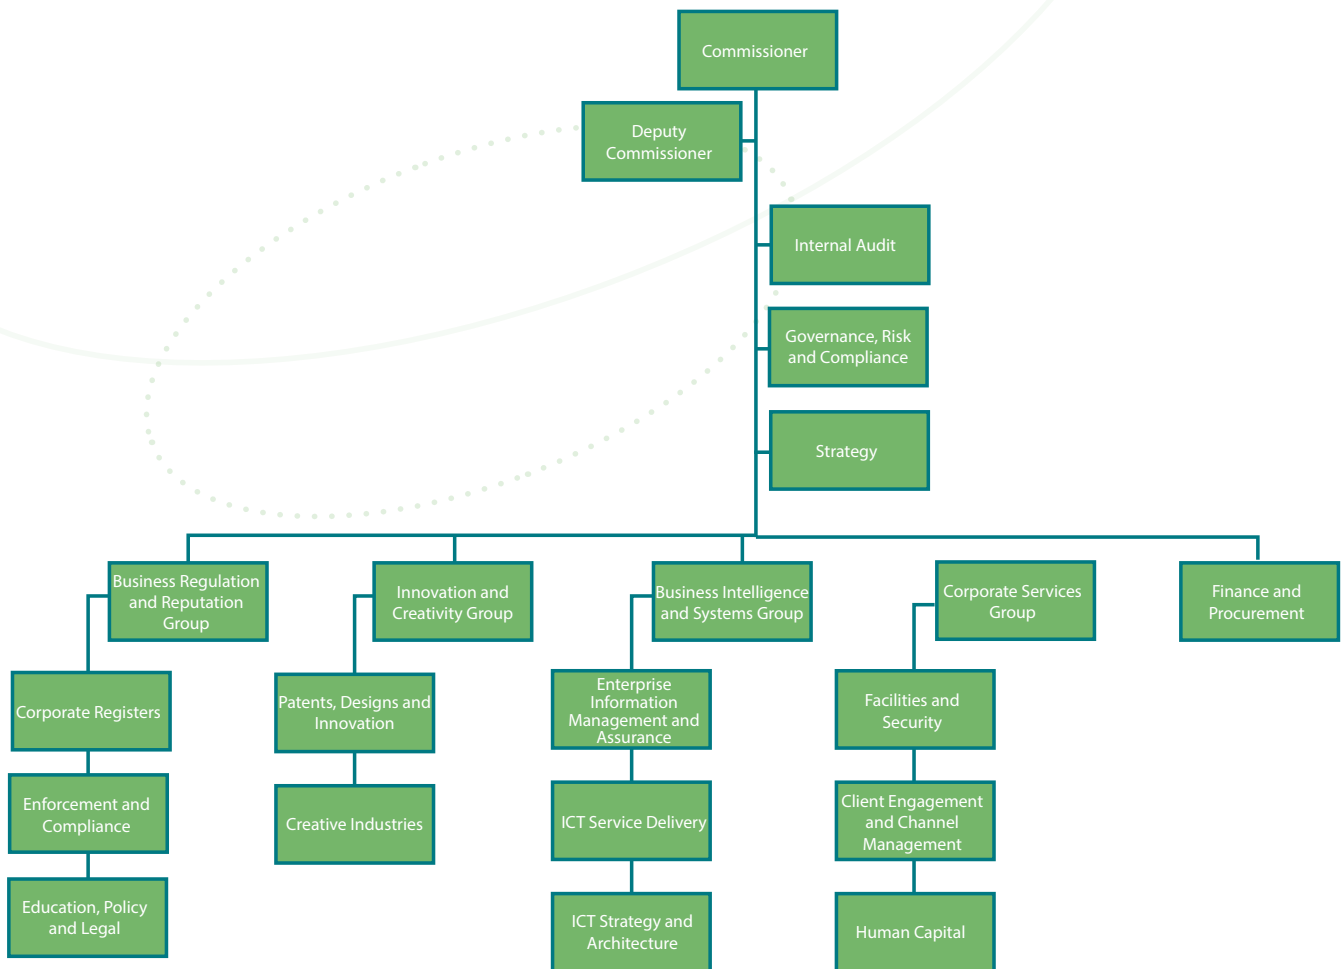 Commissioner
Deputy
Commissioner
Internal Audit
Governance, Risk
and Compliance
Strategy
Business Regulation
and Reputation
Group
Innovation and
Creativity Group
Business Intelligence
and Systems Group
Corporate Services
Group
Finance and
Procurement
Corporate Registers
Patents, Designs and
Innovation
Enterprise
Information
Management and
Assurance
Facilities and
Security
Enforcement and
Compliance
Creative Industries
ICT Service Delivery
Client Engagement
and Channel
Management
Education, Policy
and Legal
ICT Strategy and
Architecture
Human Capital